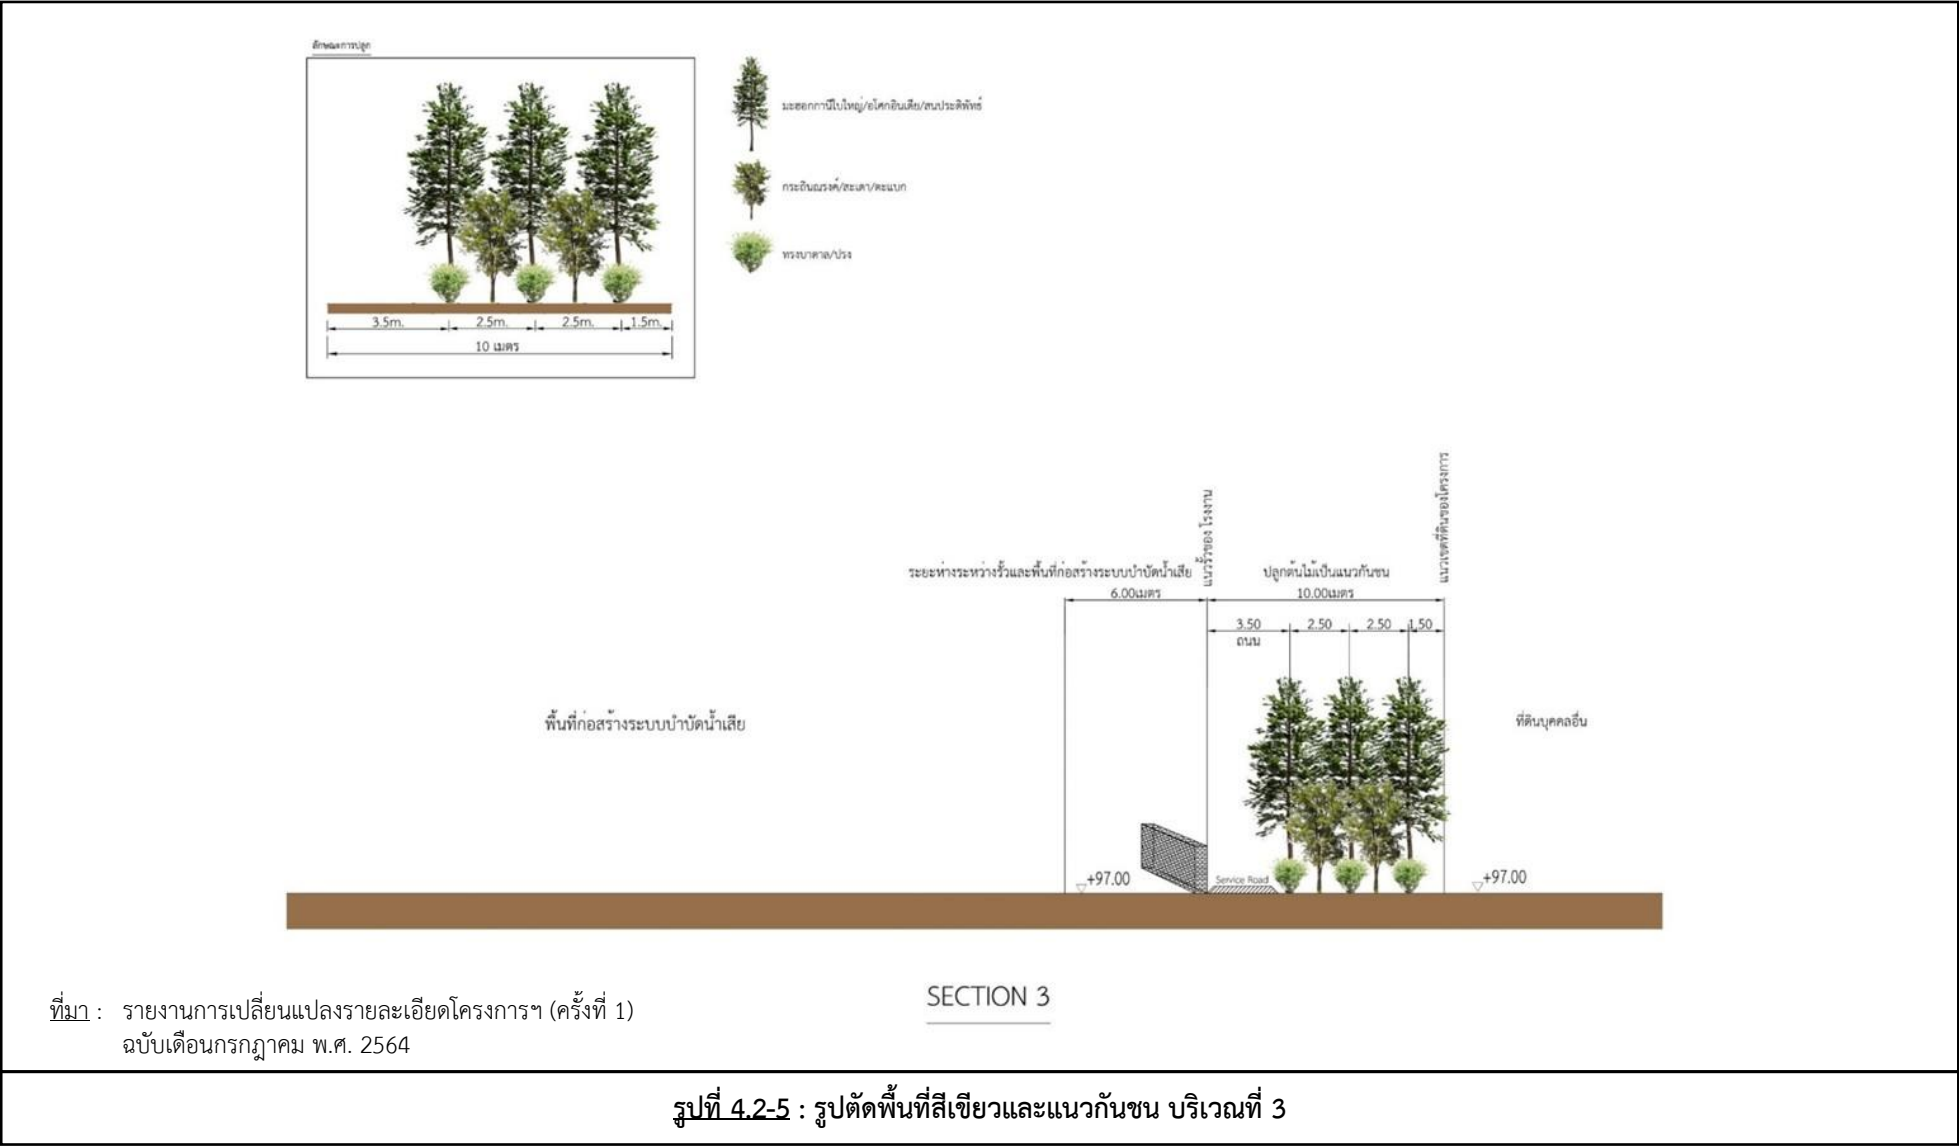 ลักษณะการปลูก
มะฮอกกานีใบใหญ่/อโศกอินเดีย/สนประดิพัทธ์
กระถินณรงค์/สะเดา/ตะแบก
ทรงบาดาล/ปรง
3.5m. 2.5m. 2.5m. 1.5m.
10 เมตร
แนวรั้วของ โรงงาน
แนวเขตที่ดินของโครงการ
ระยะห่างระหว่างรั้วและพื้นที่ก่อสร้างระบบบำบัดน้ำเสีย
ปลูกต้นไม้เป็นแนวกันชน
6.00เมตร 10.00เมตร
3.50 2.50 2.50 1.50
ถนน
พื้นที่ก่อสร้างระบบบำบัดน้ำเสีย
ที่ดินบุคคลอื่น
+97.00 Service Road +97.00
SECTION 3
ที่มา : รายงานการเปลี่ยนแปลงรายละเอียดโครงการฯ (ครั้งที่ 1)
ฉบับเดือนกรกฎาคม พ.ศ. 2564
รูปที่ 4.2-5 : รูปตัดพื้นที่สีเขียวและแนวกันชน บริเวณที่ 3